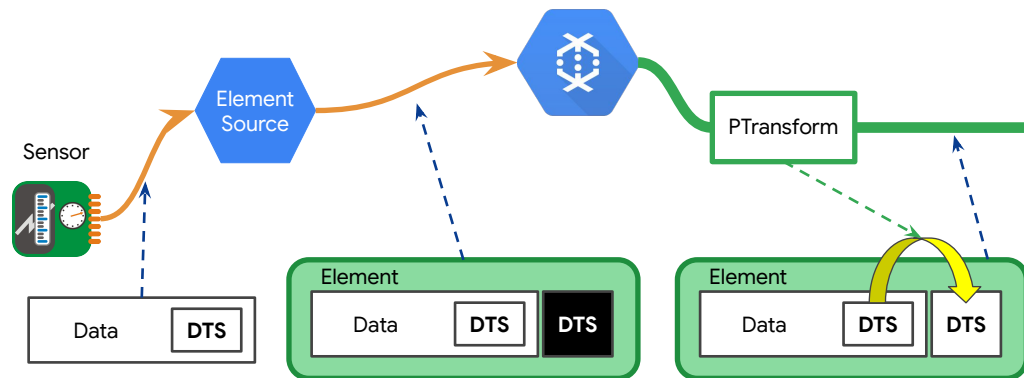 Element
Source
PTransform
Sensor
Element
Element
Data
DTS
Data
DTS
DTS
Data
DTS
DTS